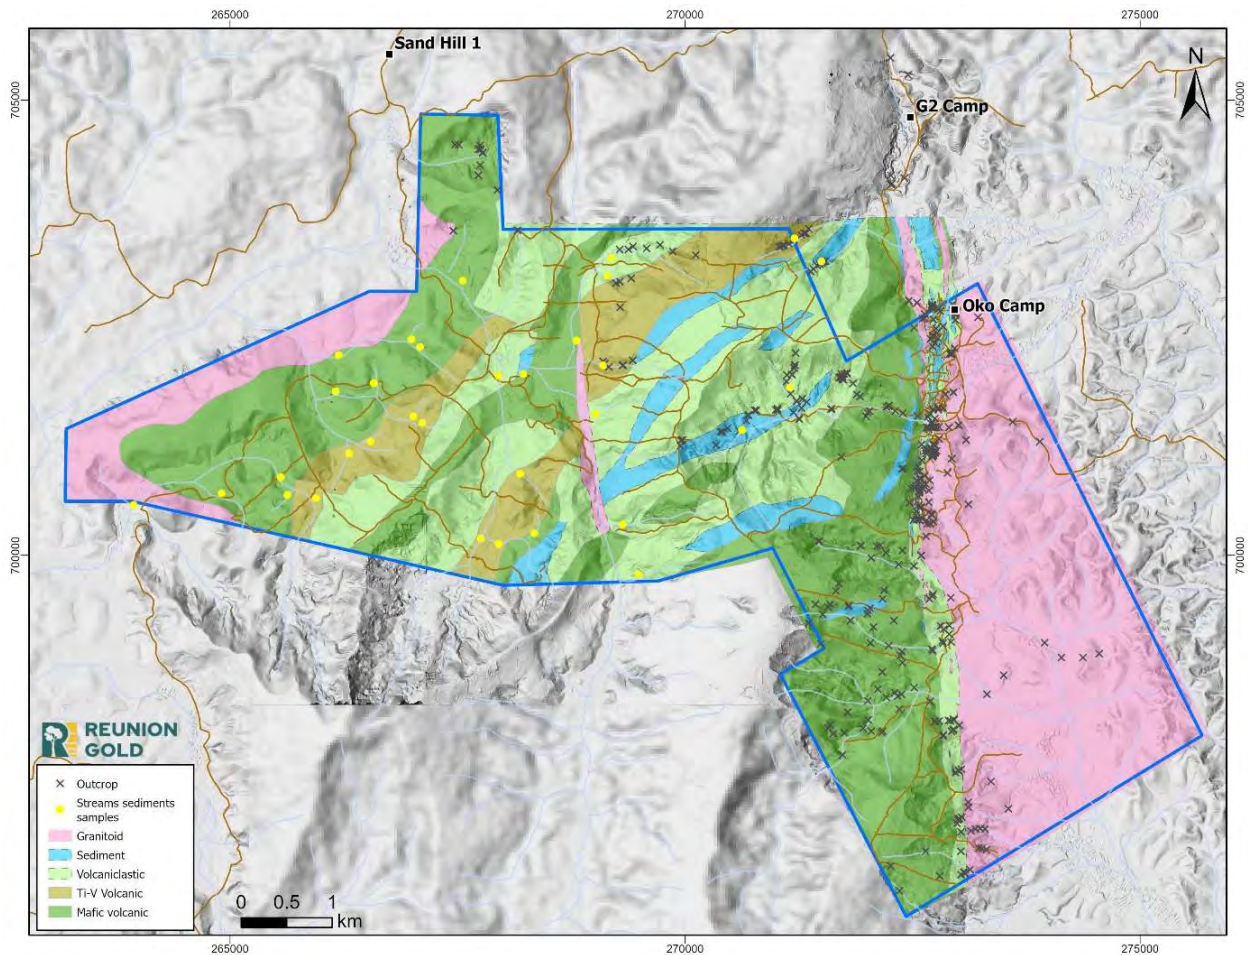 265000
270000
275000
Sand Hill 1
N
705000
705000
G2 Camp
Oko Camp
700000
700000
REUNION
GOLD
Outcrop
Streams sediments
samples
Granitoid
Sediment
Volcaniclastic
Ti-V Volcanic
Mafic volcanic
0 0.5 1
km
265000
270000
275000